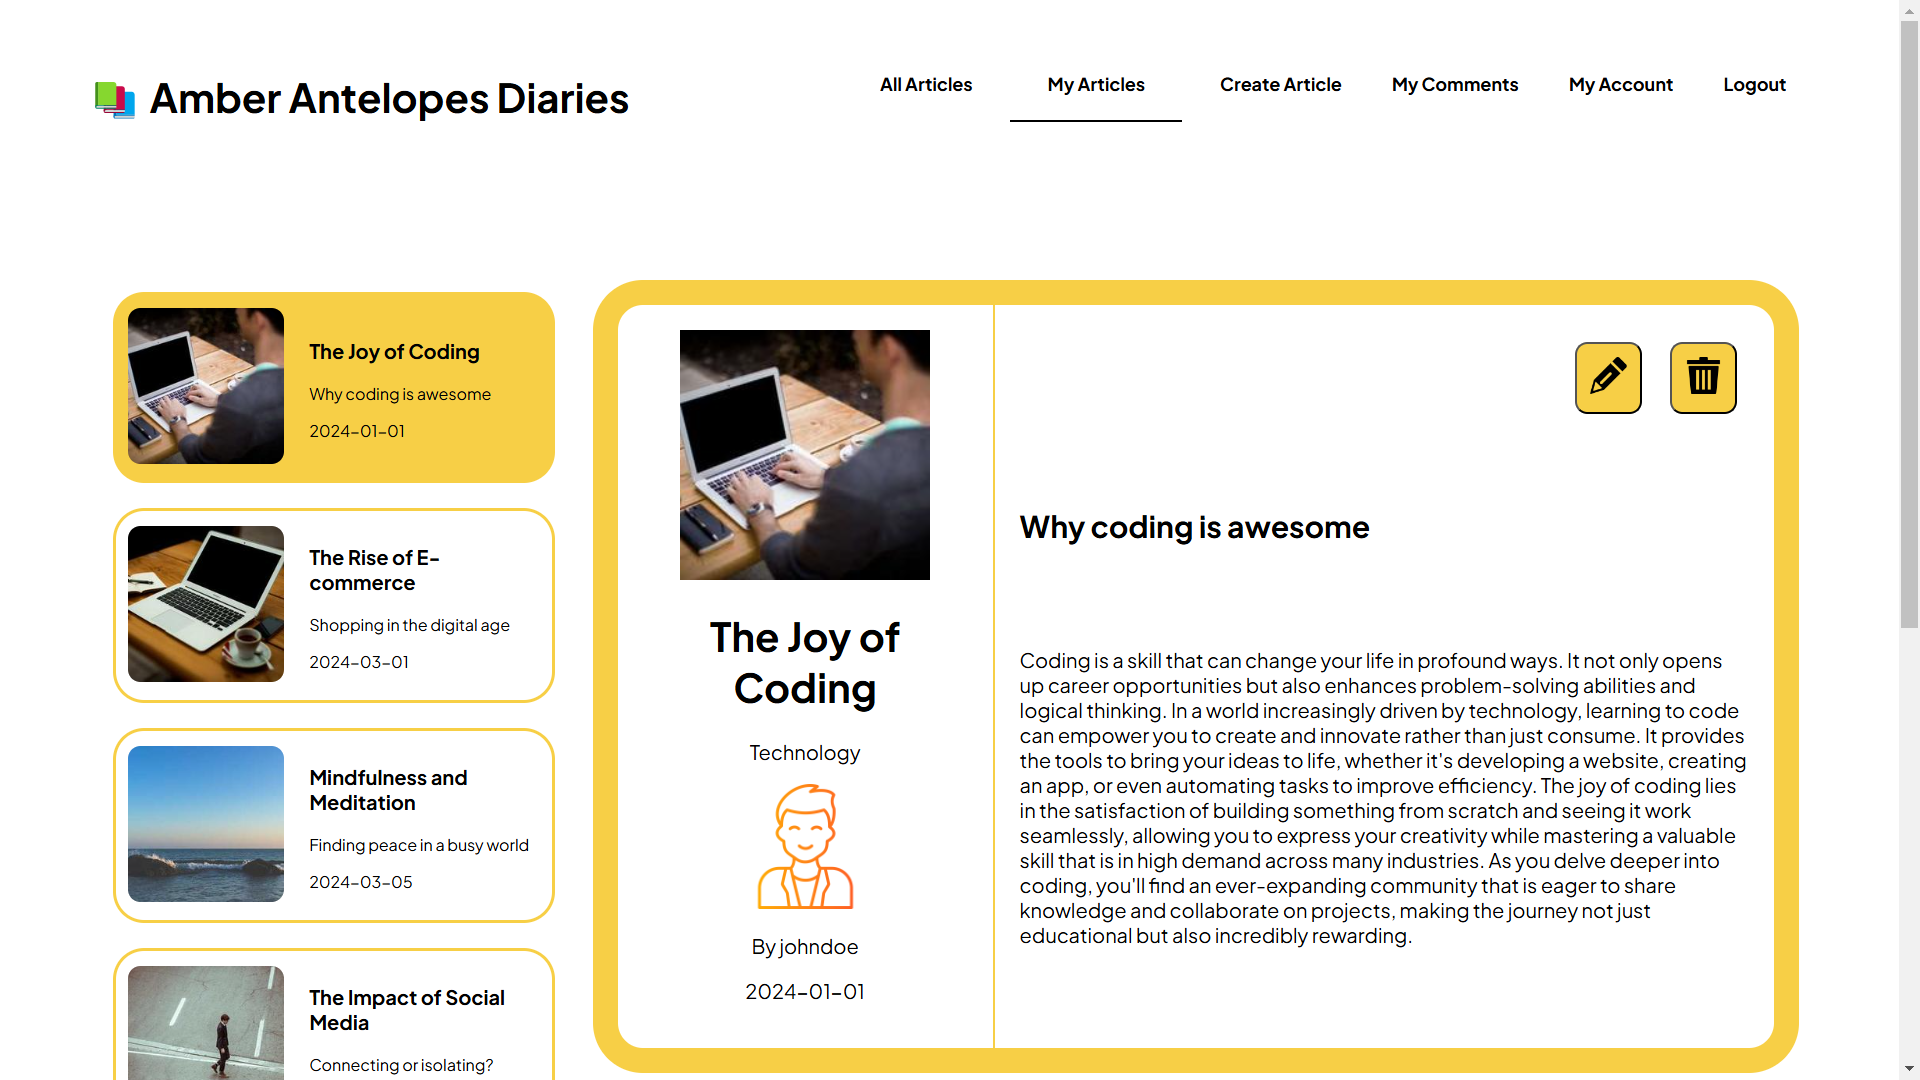 Amber Antelopes Diaries
All Articles
My Articles
Create Article
My Comments
My Account
Logout
The Joy of Coding
Why coding is awesome
2024-01-01
The Rise of E-
commerce
Shopping in the digital age
2024-03-01
Mindfulness and
Meditation
Finding peace in a busy world
2024-03-05
The Impact of Social
Media
Connecting or isolating?
The Joy of
Coding
Technology
By johndoe
2024-01-01
Why coding is awesome
Coding is a skill that can change your life in profound ways. It not only opens
up career opportunities but also enhances problem-solving abilities and
logical thinking. In a world increasingly driven by technology, learning to code
can empower you to create and innovate rather than just consume. It provides
the tools to bring your ideas to life, whether it's developing a website, creating
an app, or even automating tasks to improve efficiency. The joy of coding lies
in the satisfaction of building something from scratch and seeing it work
seamlessly, allowing you to express your creativity while mastering a valuable
skill that is in high demand across many industries. As you delve deeper into
coding, you'll find an ever-expanding community that is eager to share
knowledge and collaborate on projects, making the journey not just
educational but also incredibly rewarding.